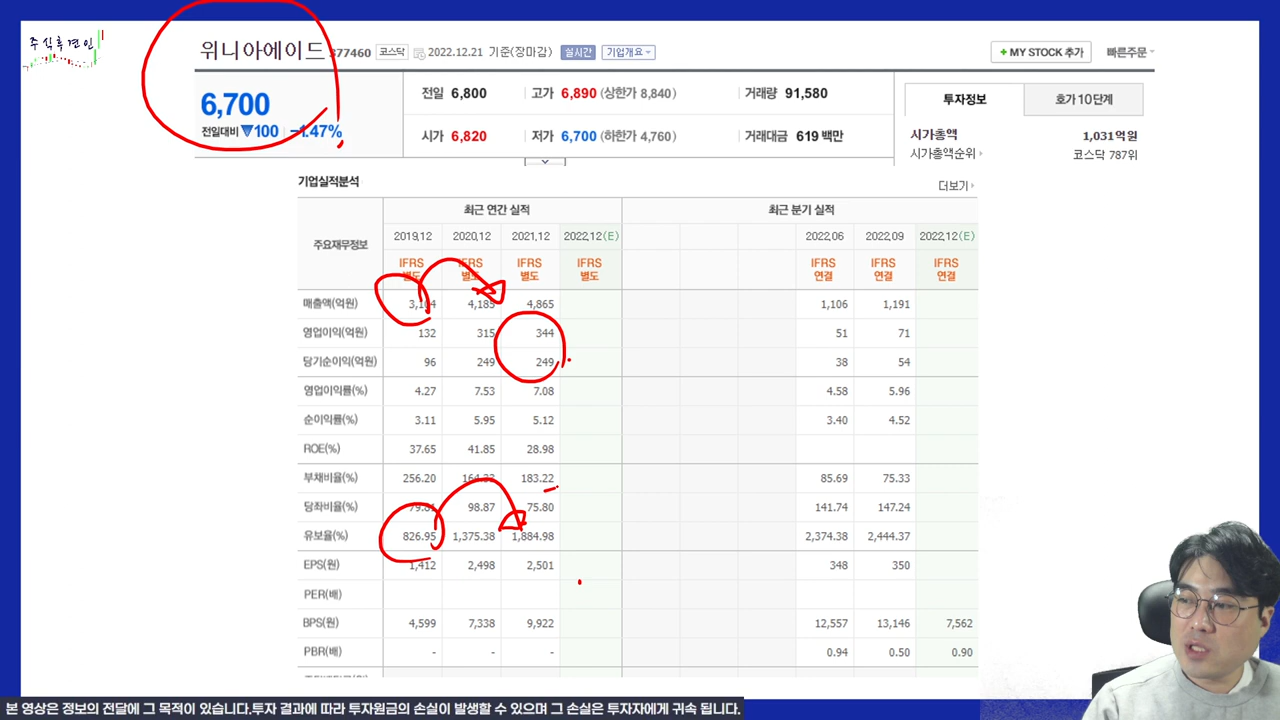 주식후견인
위니아에이드 377460 코스닥 2022.12.21 기준(장마감) 실시간 기업개요
+ MY STOCK 추가 빠른주문
6,700
전일대비 ▼100 -1.47%
전일 6,800 고가 6,890 (상한가 8,840) 거래량 91,580
시가 6,820 저가 6,700 (하한가 4,760) 거래대금 619 백만
투자정보 호가 10단계
시가총액 1,031억원
시가총액순위 코스닥 787위
기업실적분석 더보기
주요재무정보 최근 연간 실적 최근 분기 실적
2019.12 2020.12 2021.12 2022.12(E) 2022.06 2022.09 2022.12(E)
IFRS IFRS IFRS IFRS IFRS IFRS IFRS
별도 별도 별도 별도 연결 연결 연결
매출액(억원) 3,104 4,185 4,865 1,106 1,191
영업이익(억원) 132 315 344 51 71
당기순이익(억원) 96 249 249 38 54
영업이익률(%) 4.27 7.53 7.08 4.58 5.96
순이익률(%) 3.11 5.95 5.12 3.40 4.52
ROE(%) 37.65 41.85 28.98
부채비율(%) 256.20 183.22 85.69 75.33
당좌비율(%) 98.87 75.80 141.74 147.24
유보율(%) 826.95 1,375.38 1,884.98 2,374.38 2,444.37
EPS(원) 1,412 2,498 2,501 348 350
PER(배)
BPS(원) 4,599 7,338 9,922 12,557 13,146 7,562
PBR(배) - - - 0.94 0.50 0.90
본 영상은 정보의 전달에 그 목적이 있습니다.투자 결과에 따라 투자원금의 손실이 발생할 수 있으며 그 손실은 투자자에게 귀속 됩니다.